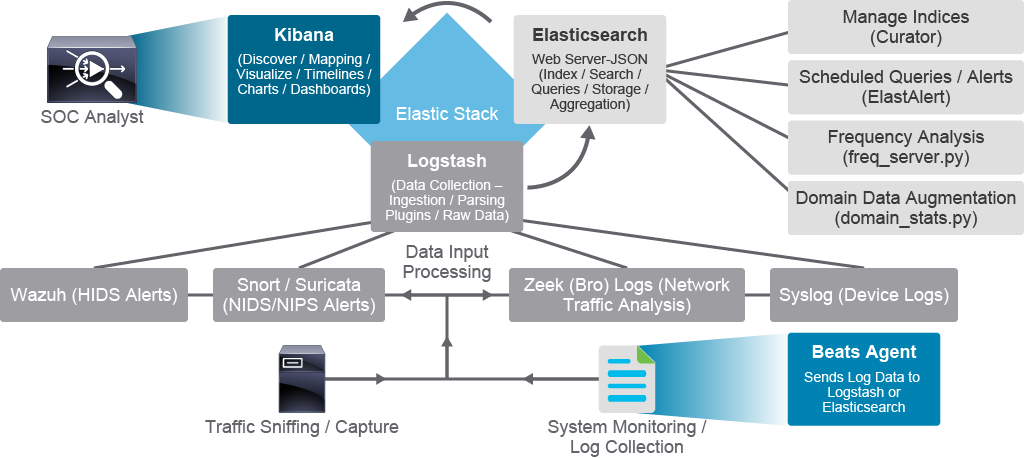 SOC Analyst
Kibana
(Discover / Mapping /
Visualize / Timelines /
Charts / Dashboards)
Elastic Stack
Elasticsearch
Web Server-JSON
(Index / Search /
Queries / Storage /
Aggregation)
Manage Indices
(Curator)
Scheduled Queries / Alerts
(ElastAlert)
Frequency Analysis
(freq_server.py)
Domain Data Augmentation
(domain_stats.py)
Logstash
(Data Collection –
Ingestion / Parsing
Plugins / Raw Data)
Data Input
Processing
Wazuh (HIDS Alerts)
Snort / Suricata
(NIDS/NIPS Alerts)
Zeek (Bro) Logs (Network
Traffic Analysis)
Syslog (Device Logs)
Traffic Sniffing / Capture
System Monitoring /
Log Collection
Beats Agent
Sends Log Data to
Logstash or
Elasticsearch